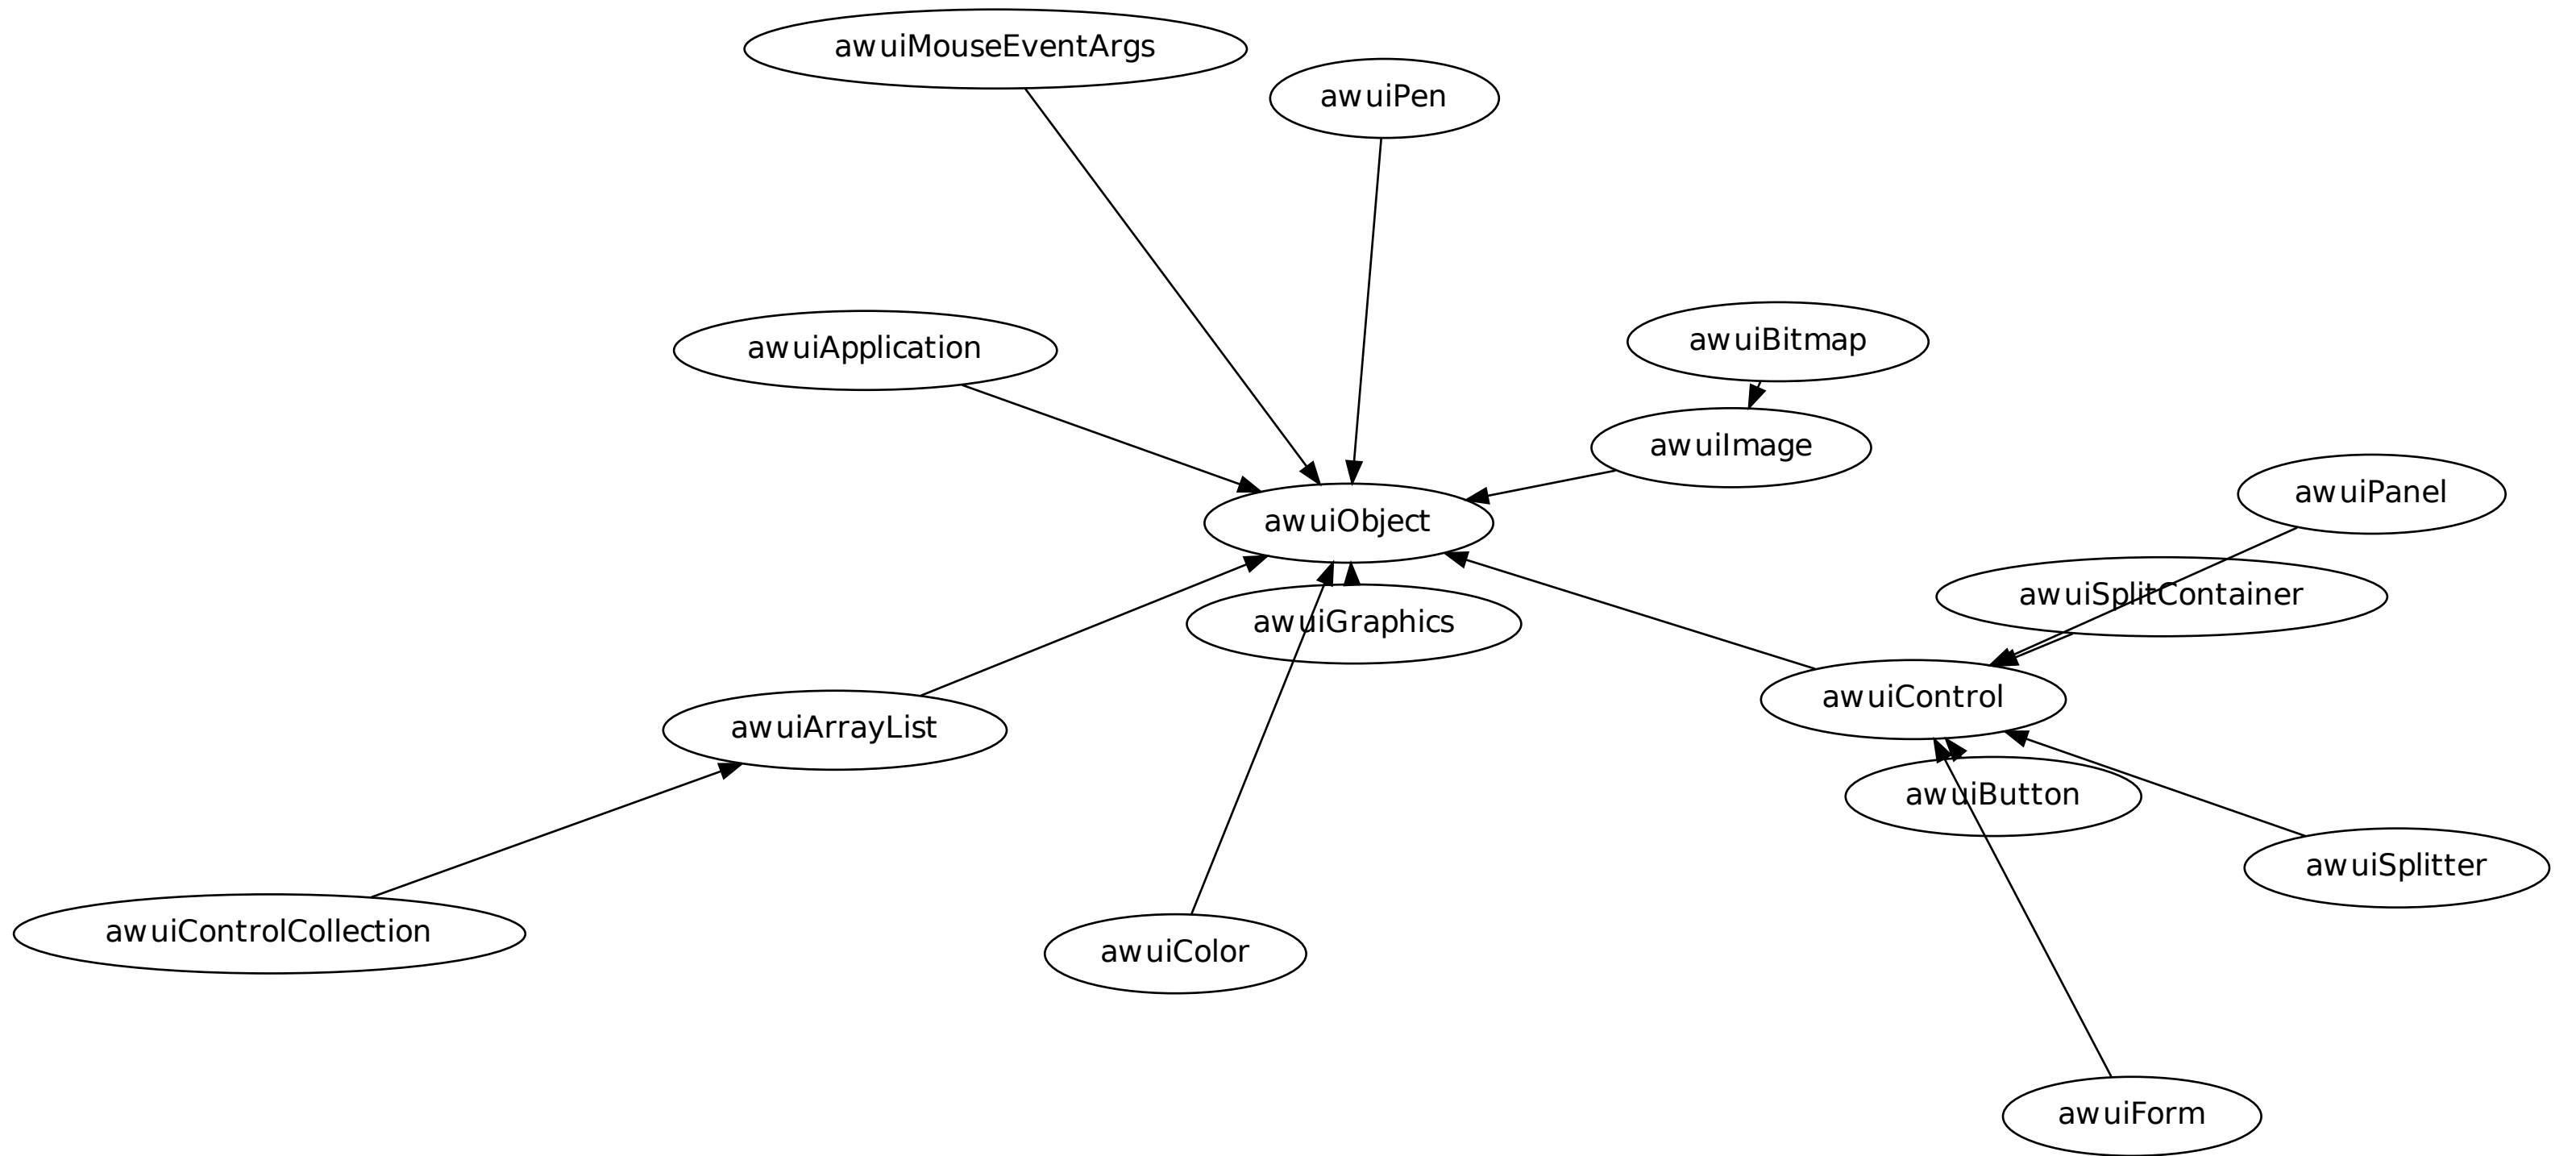 awuiMouseEventArgs
awuiPen
awuiBitmap
awuiApplication
awuiImage
awuiPanel
awuiObject
awuiSplitContainer
awuiGraphics
awuiControl
awuiArrayList
awuiButton
awuiSplitter
awuiControlCollection
awuiColor
awuiForm